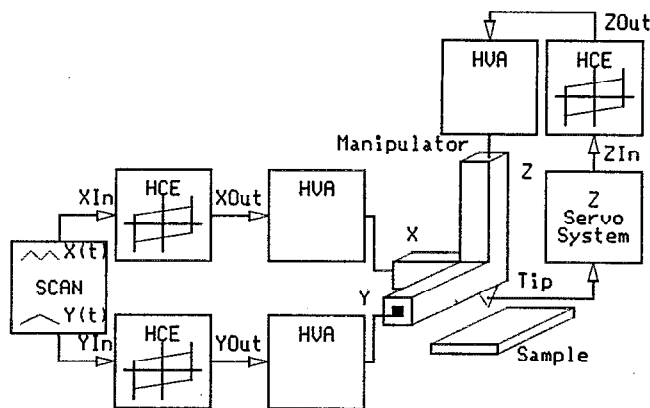 ZOut
HVA
HCE
Manipulator
ZIn
Z
Z
Servo
System
XIn
HCE
XOut
HVA
X(t)
X
SCAN
Tip
Y
Y(t)
YIn
HCE
YOut
HVA
Sample